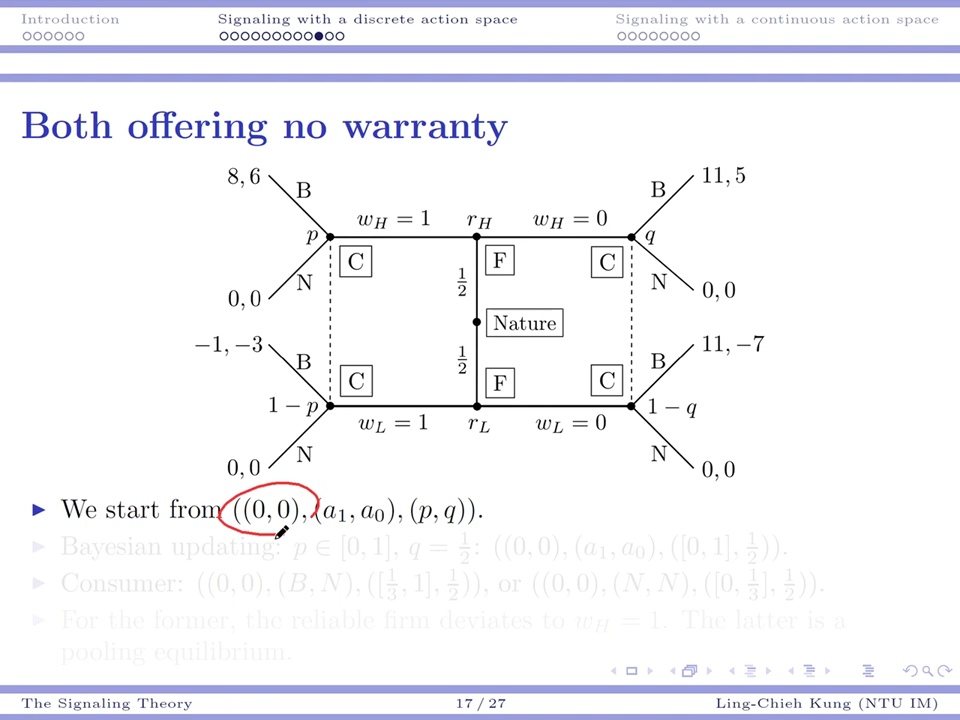 Introduction
Signaling with a discrete action space
Signaling with a continuous action space
Both offering no warranty
8, 6
B
w_H = 1
r_H
w_H = 0
B
11, 5
p
q
C
F
C
N
1/2
N
0, 0
0, 0
Nature
−1, −3
11, −7
B
1/2
B
C
F
C
1 − p
1 − q
w_L = 1
r_L
w_L = 0
N
N
0, 0
0, 0
▶ We start from ((0, 0), (a_1, a_0), (p, q)).
▶ Bayesian updating: p ∈ [0, 1], q = 1/2: ((0, 0), (a_1, a_0), ([0, 1], 1/2)).
▶ Consumer: ((0, 0), (B, N), ([1/3, 1], 1/2)), or ((0, 0), (N, N), ([0, 1/3], 1/2)).
▶ For the former, the reliable firm deviates to w_H = 1. The latter is a
pooling equilibrium.
The Signaling Theory
17 / 27
Ling-Chieh Kung (NTU IM)